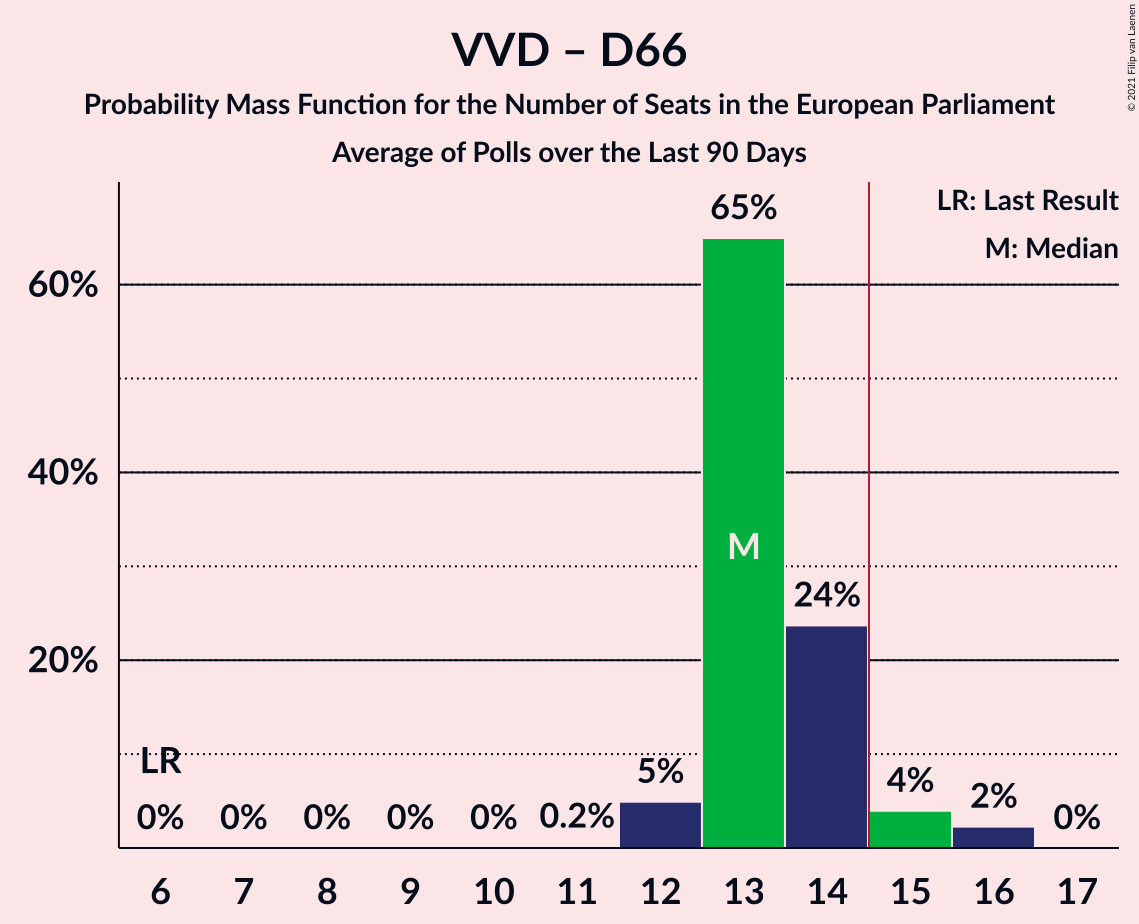 VVD – D66
Probability Mass Function for the Number of Seats in the European Parliament
Average of Polls over the Last 90 Days
© 2021 Filip van Laenen
LR: Last Result
M: Median
60%
40%
20%
LR
0% 0% 0% 0% 0% 0.2% 5% 65% 24% 4% 2% 0%
M
6 7 8 9 10 11 12 13 14 15 16 17